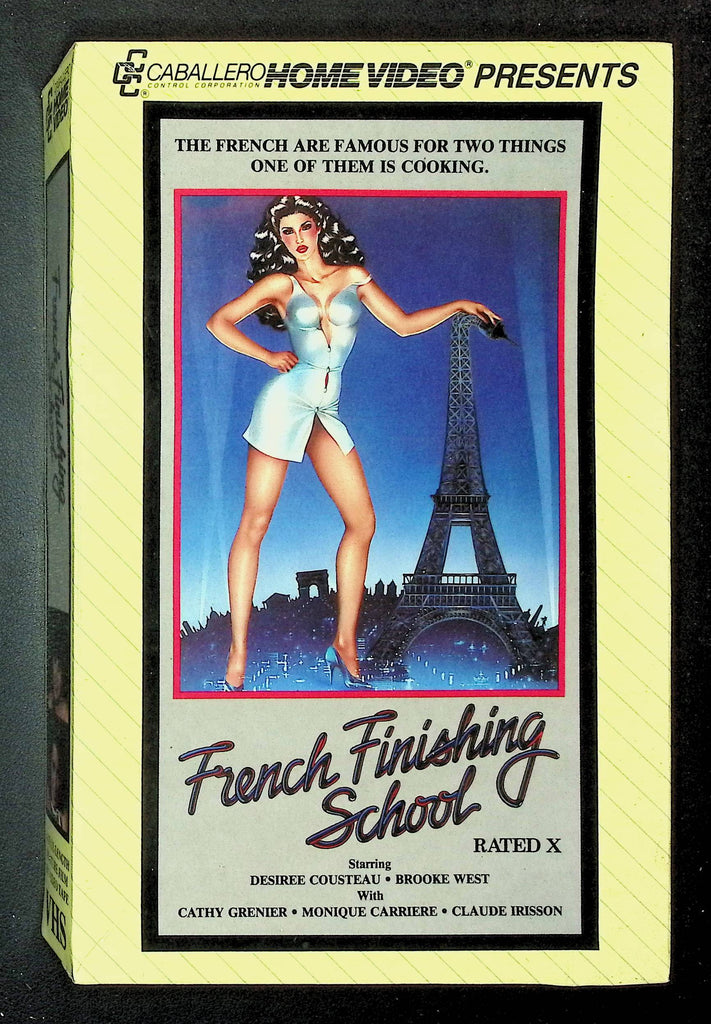 CABALLERO HOME VIDEO® PRESENTS
CONTROL CORPORATION ®
THE FRENCH ARE FAMOUS FOR TWO THINGS
ONE OF THEM IS COOKING.
French Finishing
School
RATED X
Starring
DESIREE COUSTEAU • BROOKE WEST
With
CATHY GRENIER • MONIQUE CARRIERE • CLAUDE IRISSON
French Finishing
VHS